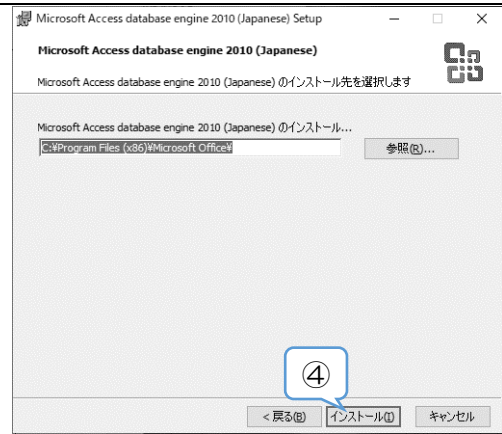 Microsoft Access database engine 2010 (Japanese) Setup
Microsoft Access database engine 2010 (Japanese)
Microsoft Access database engine 2010 (Japanese) のインストール先を選択します
Microsoft Access database engine 2010 (Japanese) のインストール...
C:¥Program Files (x86)¥Microsoft Office¥
参照(R)...
④
< 戻る(B)
インストール(I)
キャンセル